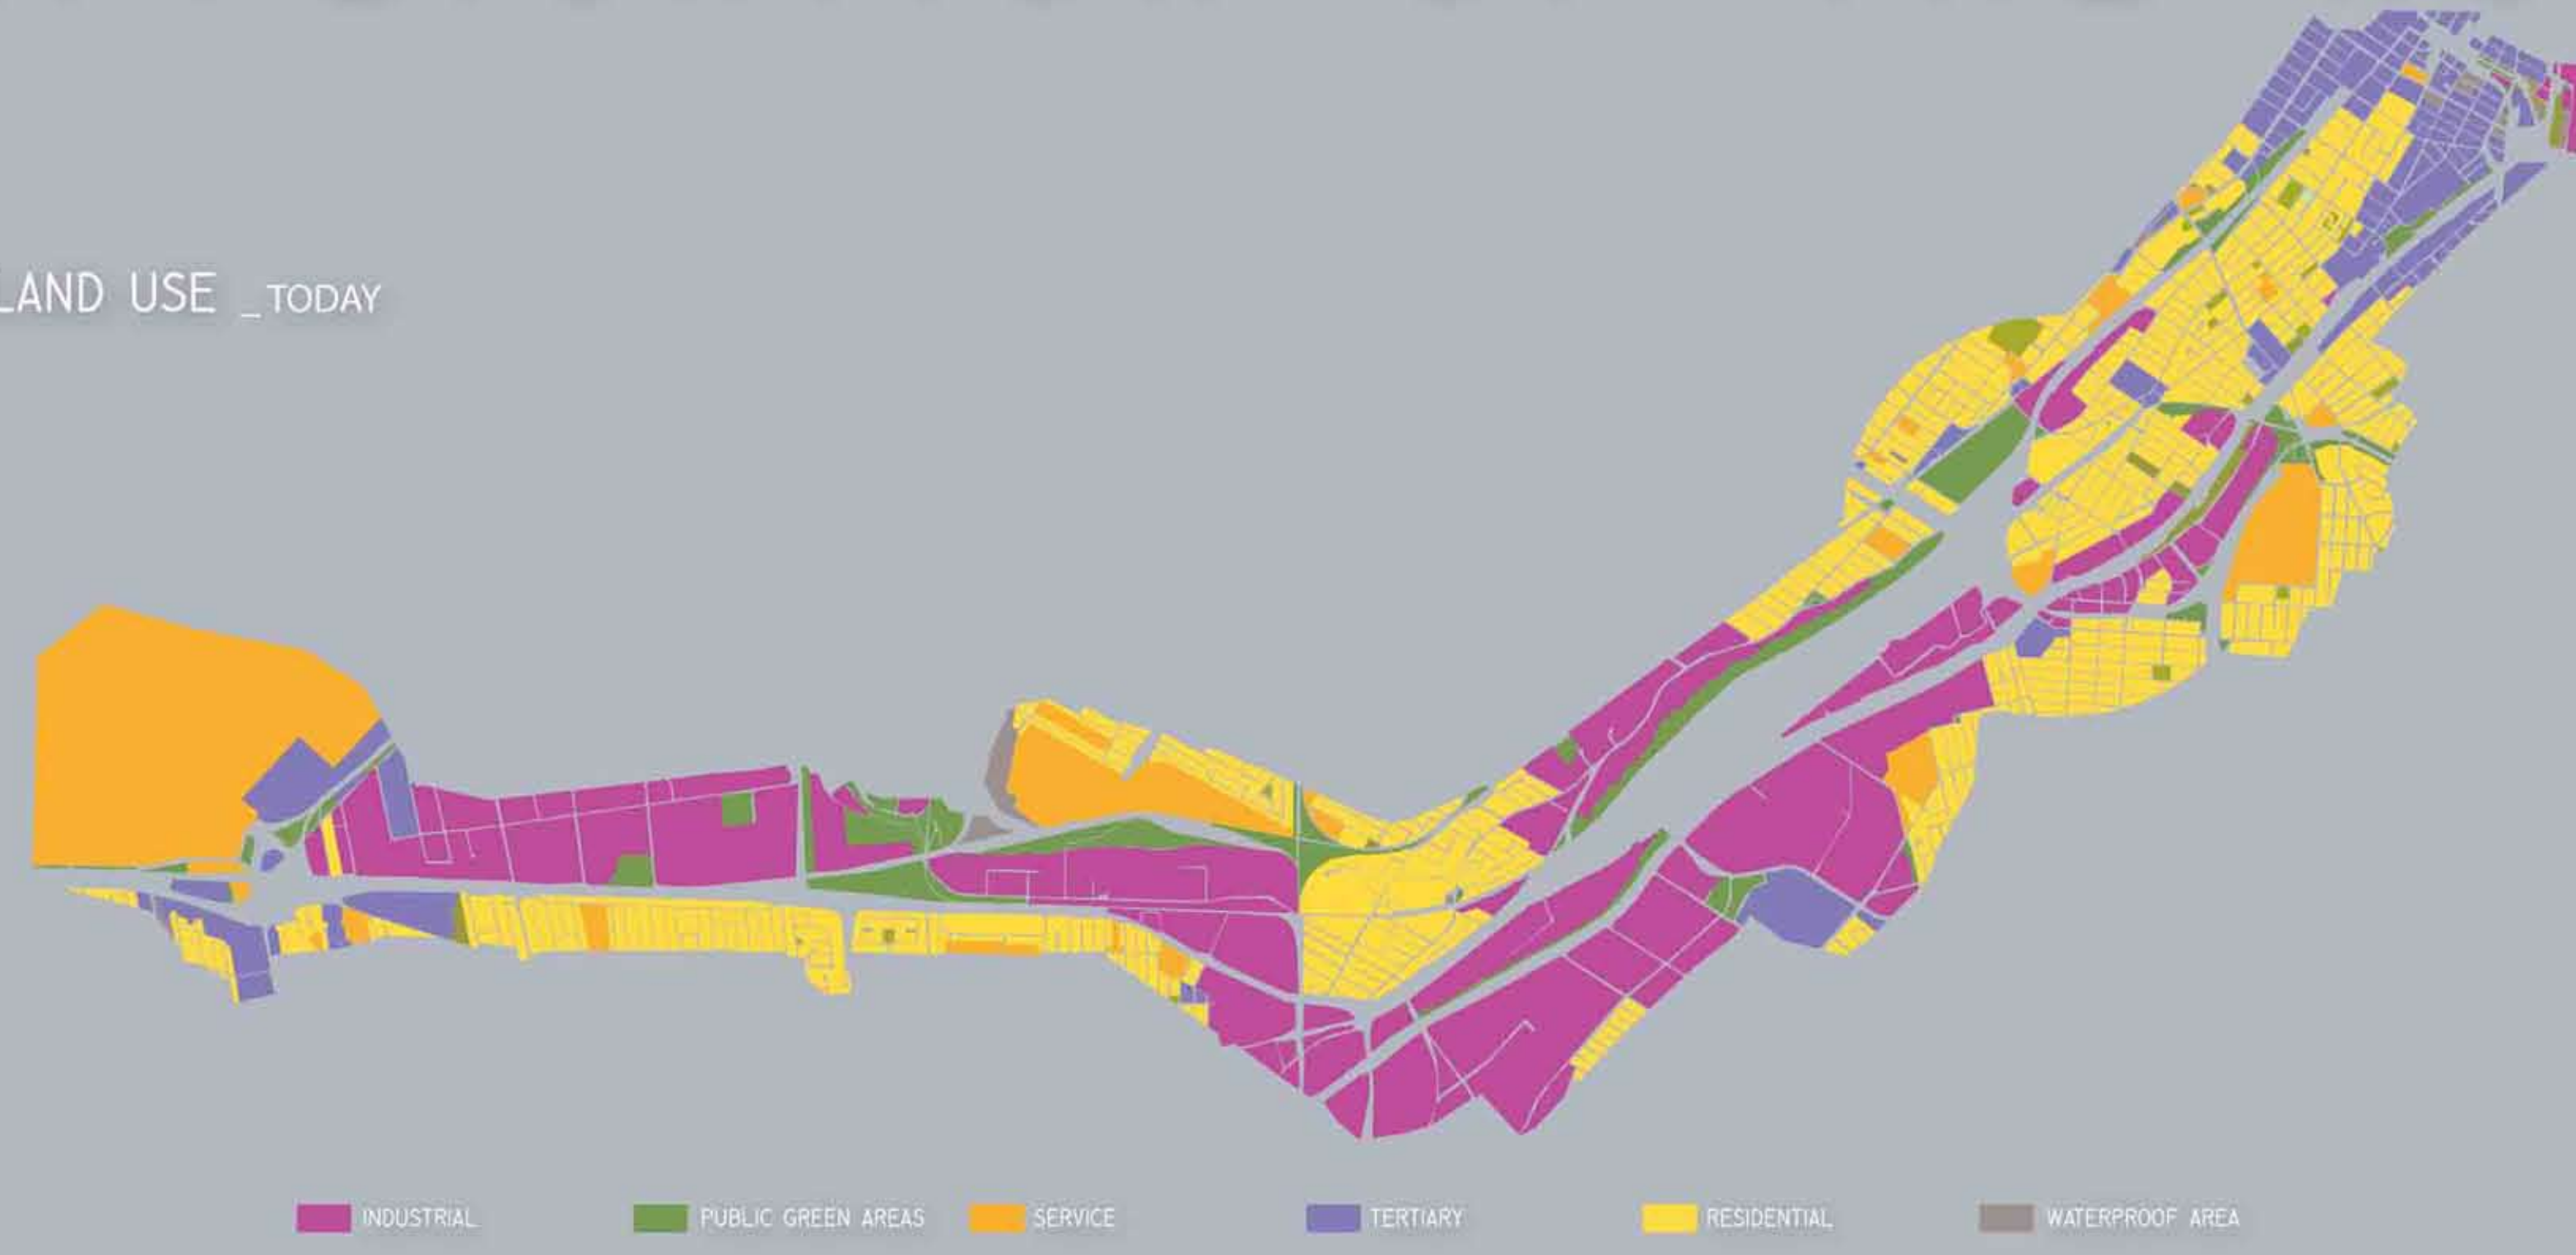 LAND USE _TODAY
INDUSTRIAL
PUBLIC GREEN AREAS
SERVICE
TERTIARY
RESIDENTIAL
WATERPROOF AREA